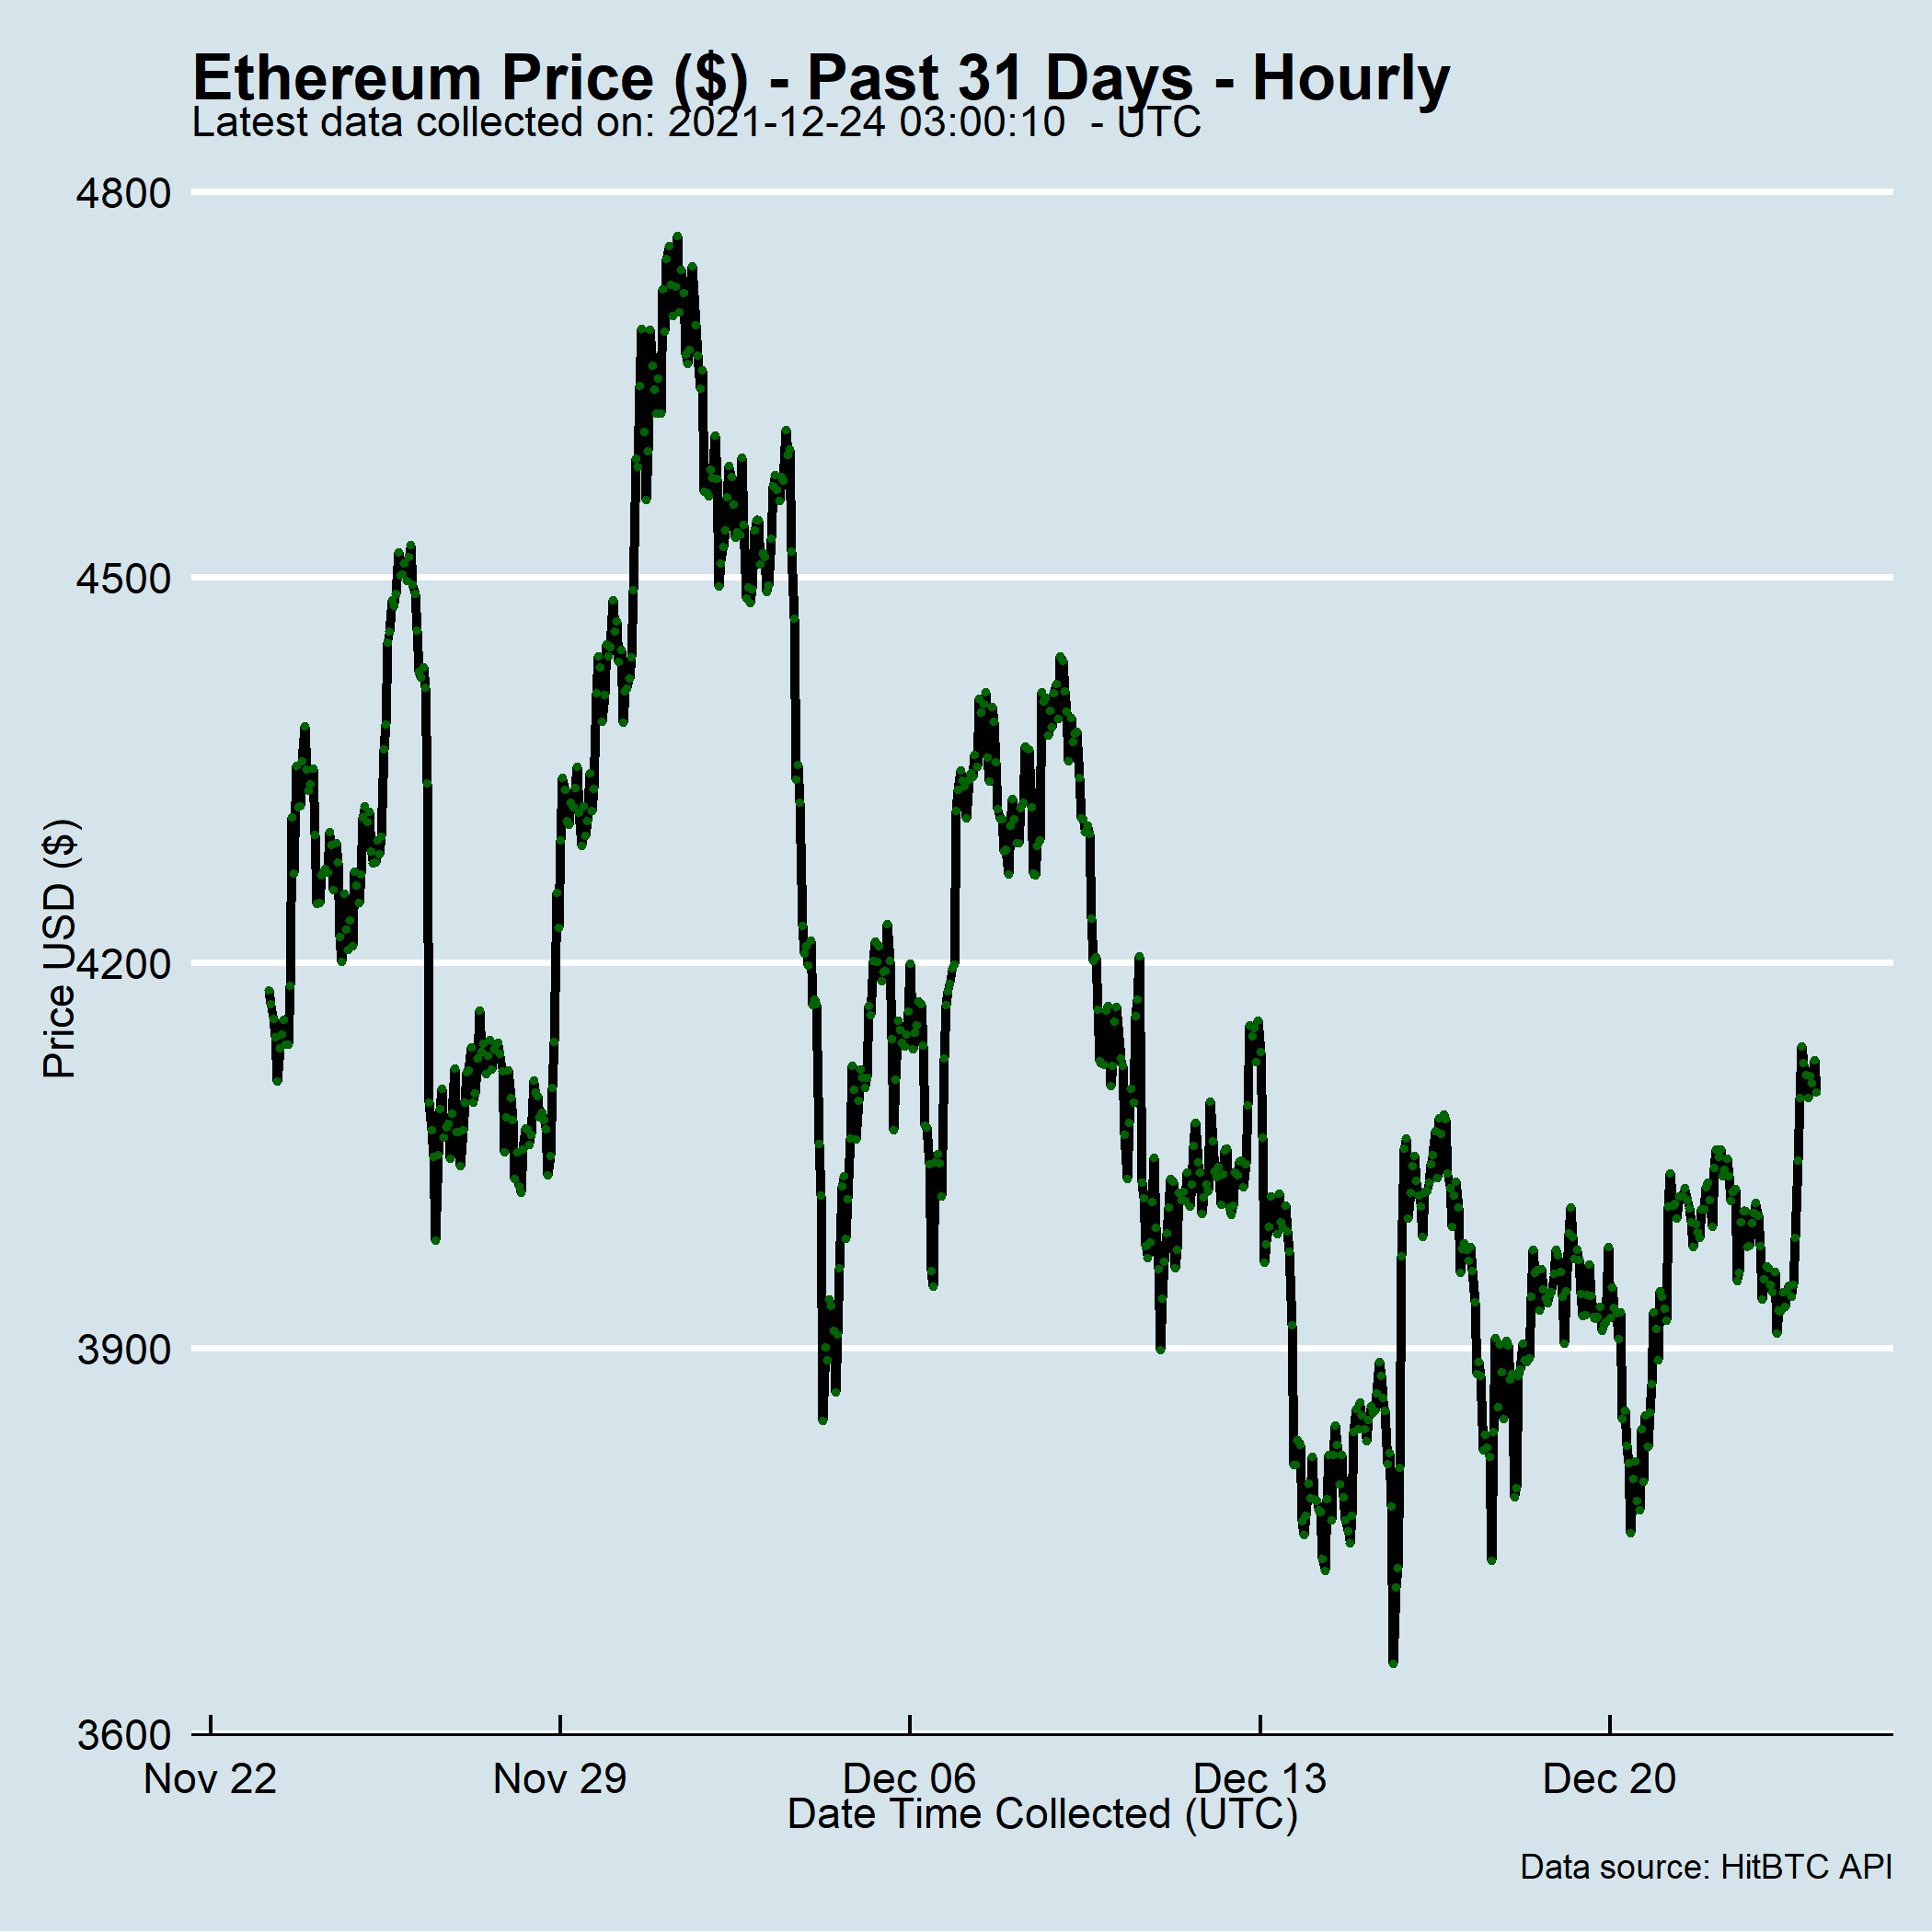 Ethereum Price ($) - Past 31 Days - Hourly
Latest data collected on: 2021-12-24 03:00:10  - UTC
4800
4500
4200
3900
3600
Price USD ($)
Nov 22
Nov 29
Dec 06
Dec 13
Dec 20
Date Time Collected (UTC)
Data source: HitBTC API